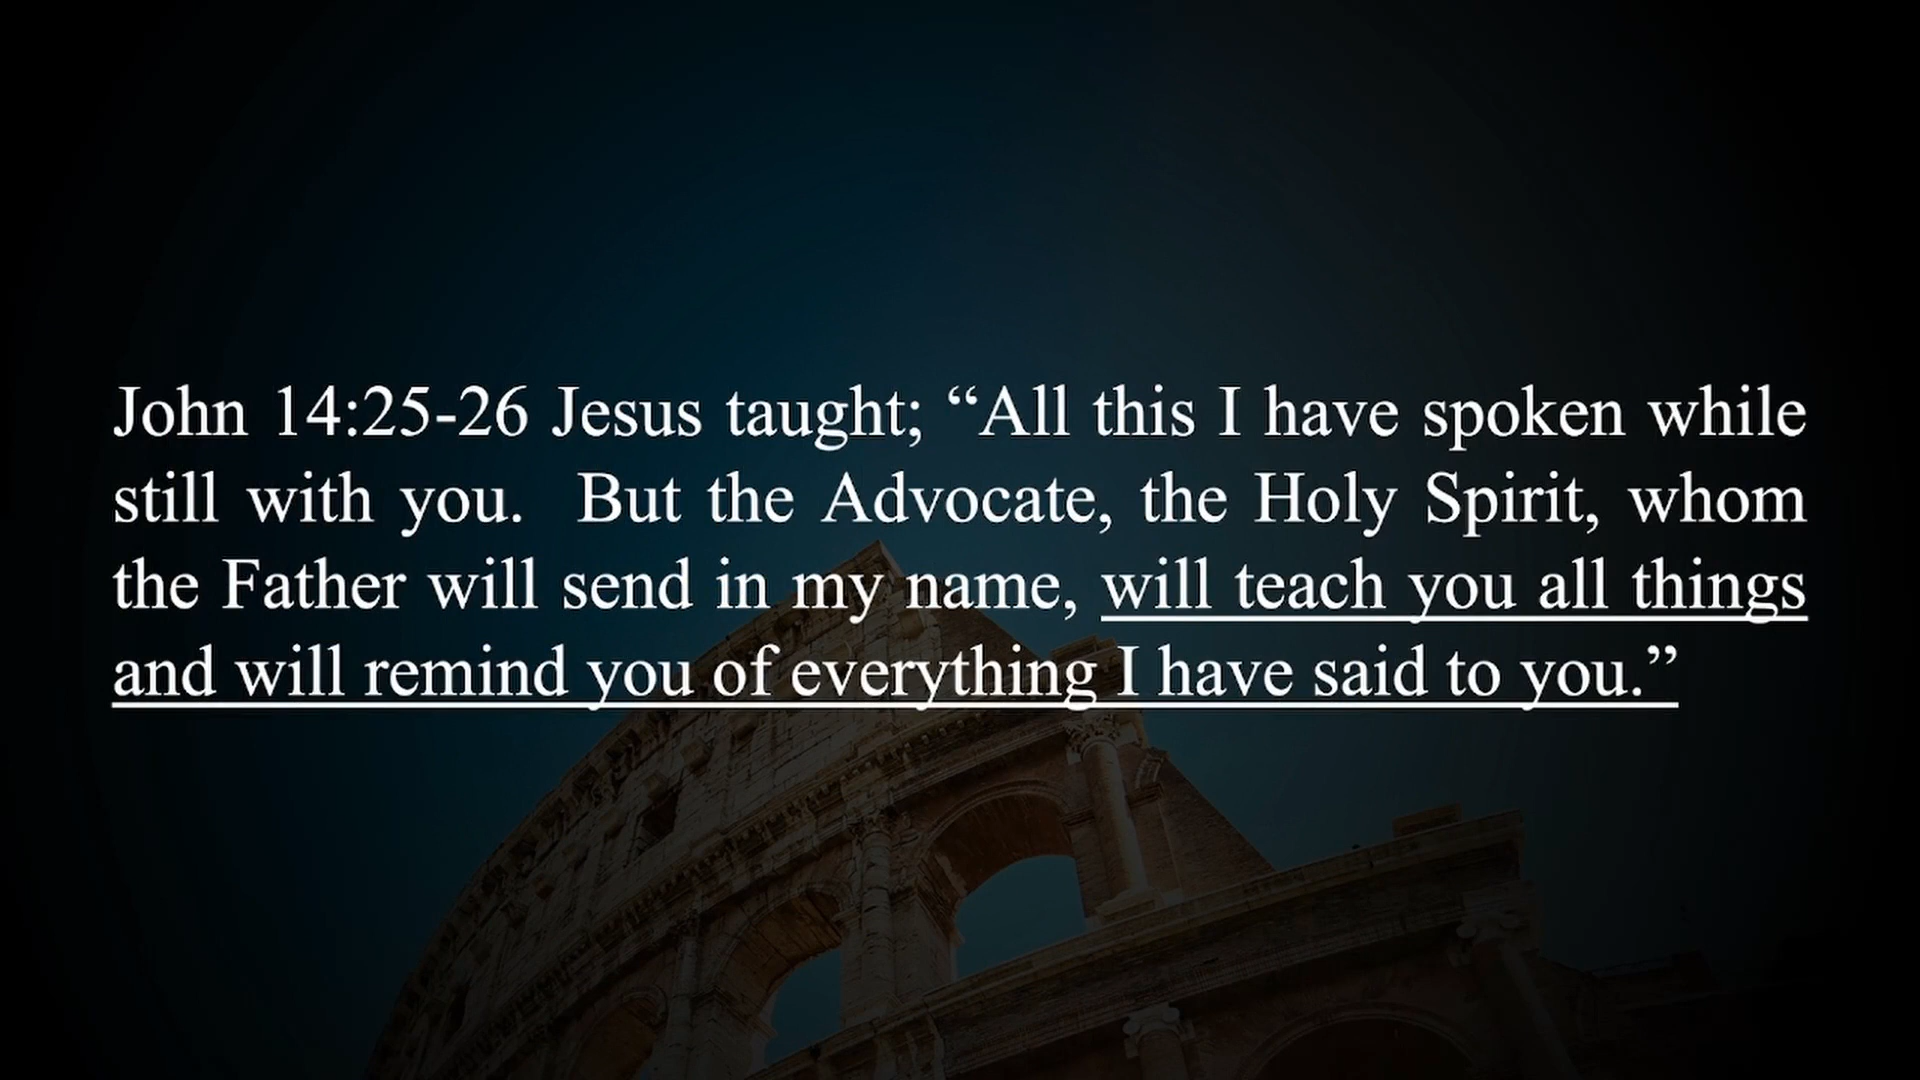 John 14:25-26 Jesus taught; “All this I have spoken while
still with you.  But the Advocate, the Holy Spirit, whom
the Father will send in my name, will teach you all things
and will remind you of everything I have said to you.”